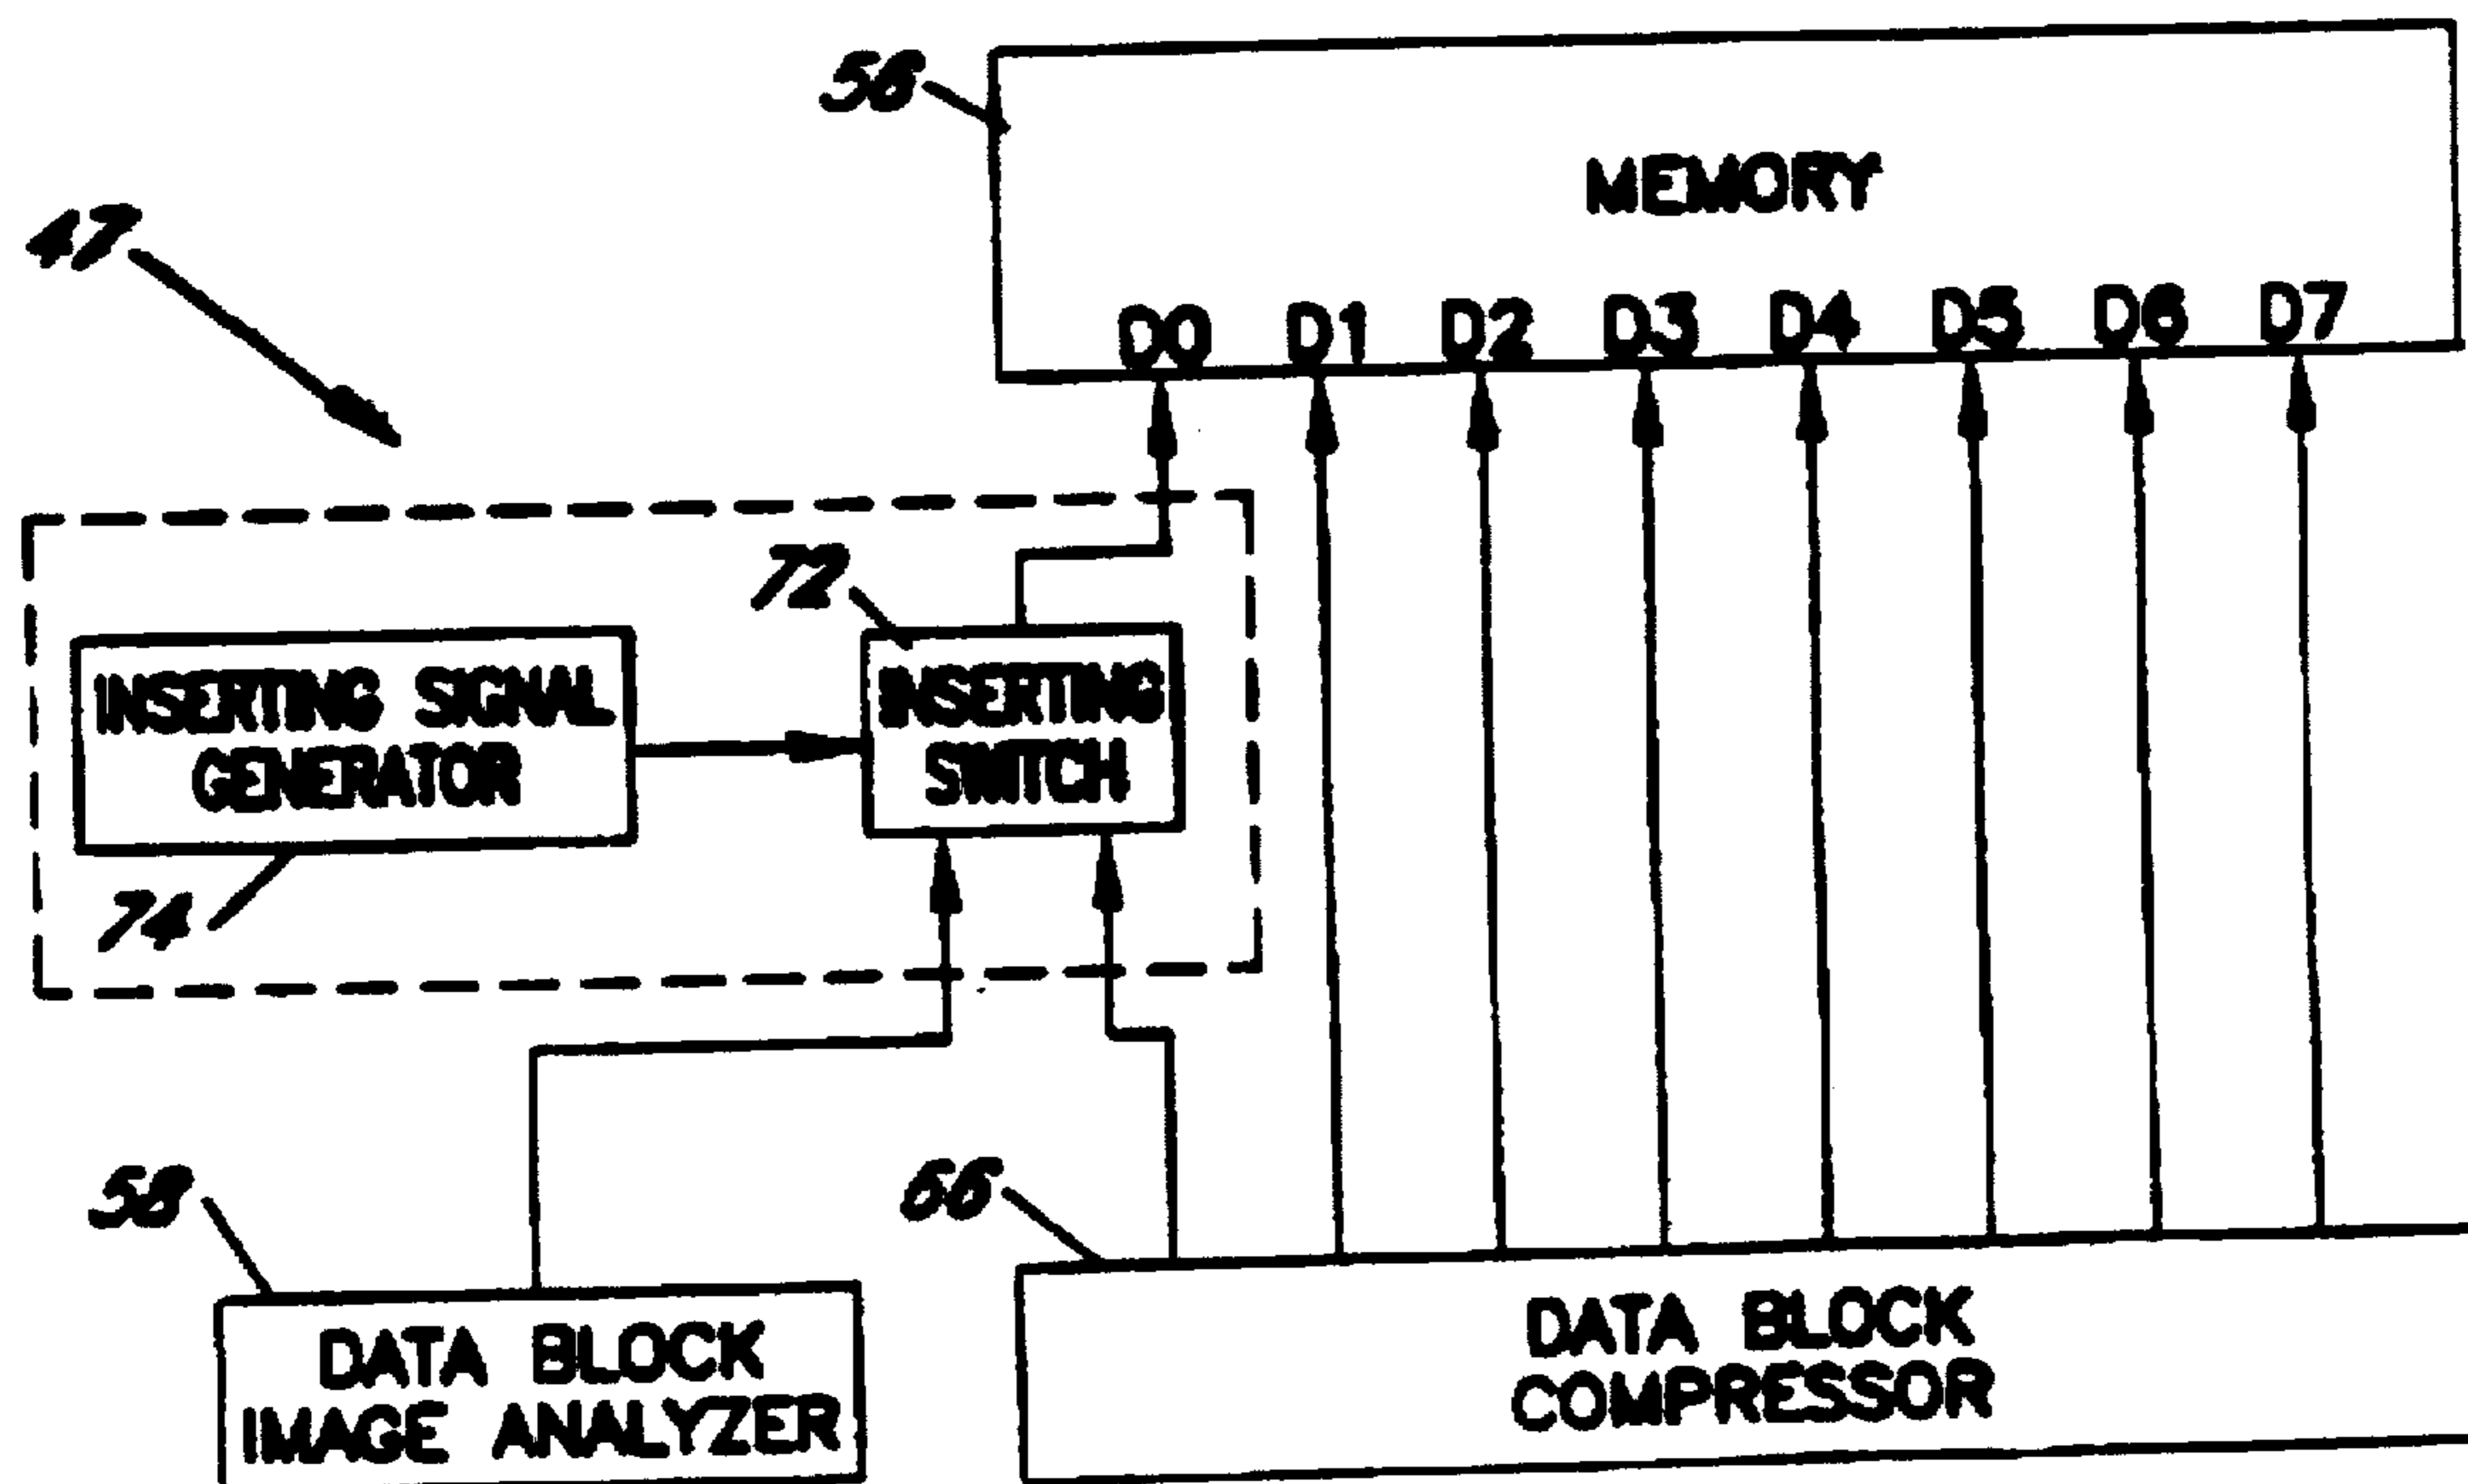 56
MEMORY
47
D0 D1 D2 D3 D4 D5 D6 D7
72
INSERTING SIGNAL
GENERATOR
INSERTING
SWITCH
74
58
66
DATA BLOCK
IMAGE ANALYZER
DATA BLOCK
COMPRESSOR